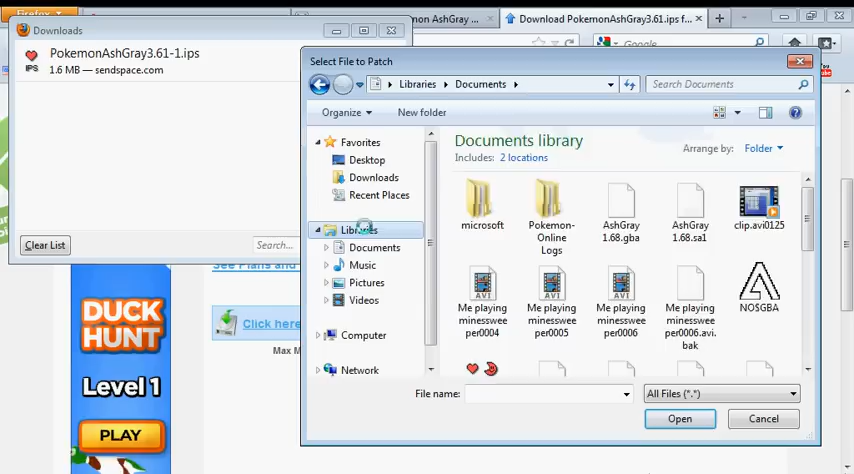 Firefox
mon AshGray
Download PokemonAshGray3.61.ips f...
Google
Downloads
PokemonAshGray3.61-1.ips
1.6 MB — sendspace.com
IPS
Clear List
Search...
Select File to Patch
Libraries
Documents
Search Documents
Organize
New folder
Favorites
Desktop
Downloads
Recent Places
Libraries
Documents
Music
Pictures
Videos
Computer
Network
Documents library
Includes: 2 locations
Arrange by:
Folder
microsoft
Pokemon-
Online
Logs
AshGray
1.68.gba
AshGray
1.68.sa1
clip.avi0125
Me playing
minesswee
per0004
Me playing
minesswee
per0005
Me playing
minesswee
per0006
Me playing
minesswee
per0006.avi.
bak
NO$GBA
File name:
All Files (*.*)
Open
Cancel
See Plans and
Click here
Max M
DUCK
HUNT
Level 1
PLAY